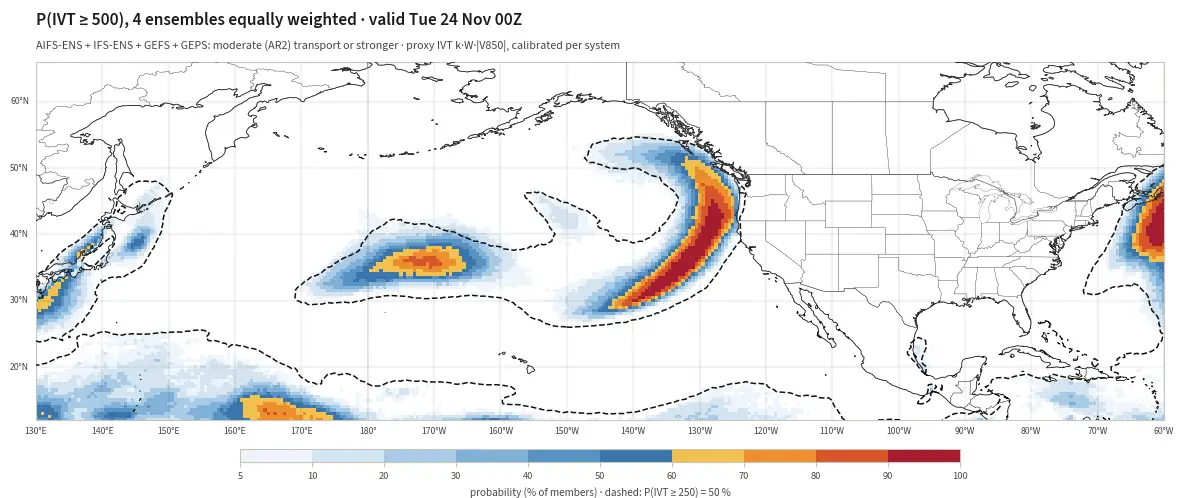 P(IVT ≥ 500), 4 ensembles equally weighted · valid Tue 24 Nov 00Z
AIFS-ENS + IFS-ENS + GEFS + GEPS: moderate (AR2) transport or stronger · proxy IVT k·W·|V850|, calibrated per system
60°N
50°N
40°N
30°N
20°N
130°E 140°E 150°E 160°E 170°E 180° 170°W 160°W 150°W 140°W 130°W 120°W 110°W 100°W 90°W 80°W 70°W 60°W
5 10 20 30 40 50 60 70 80 90 100
probability (% of members) · dashed: P(IVT ≥ 250) = 50 %